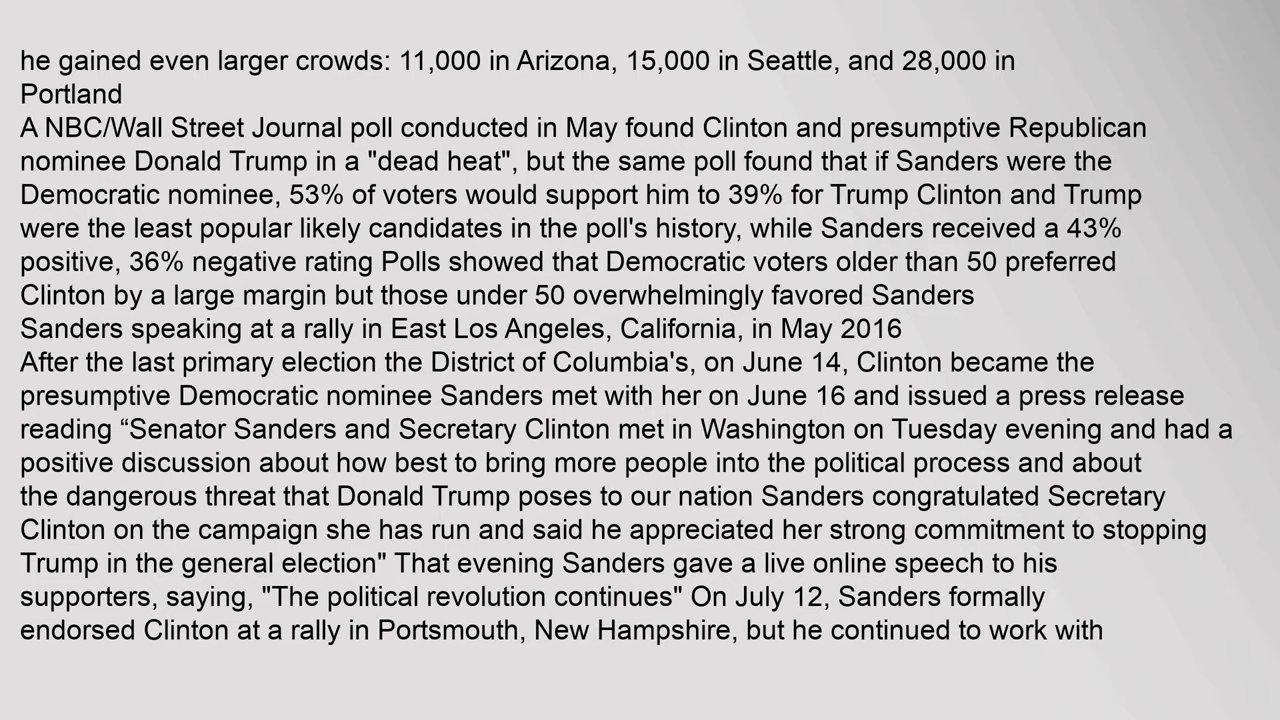 he gained even larger crowds: 11,000 in Arizona, 15,000 in Seattle, and 28,000 in
Portland
A NBC/Wall Street Journal poll conducted in May found Clinton and presumptive Republican
nominee Donald Trump in a "dead heat", but the same poll found that if Sanders were the
Democratic nominee, 53% of voters would support him to 39% for Trump Clinton and Trump
were the least popular likely candidates in the poll's history, while Sanders received a 43%
positive, 36% negative rating Polls showed that Democratic voters older than 50 preferred
Clinton by a large margin but those under 50 overwhelmingly favored Sanders
Sanders speaking at a rally in East Los Angeles, California, in May 2016
After the last primary election the District of Columbia's, on June 14, Clinton became the
presumptive Democratic nominee Sanders met with her on June 16 and issued a press release
reading “Senator Sanders and Secretary Clinton met in Washington on Tuesday evening and had a
positive discussion about how best to bring more people into the political process and about
the dangerous threat that Donald Trump poses to our nation Sanders congratulated Secretary
Clinton on the campaign she has run and said he appreciated her strong commitment to stopping
Trump in the general election" That evening Sanders gave a live online speech to his
supporters, saying, "The political revolution continues" On July 12, Sanders formally
endorsed Clinton at a rally in Portsmouth, New Hampshire, but he continued to work with